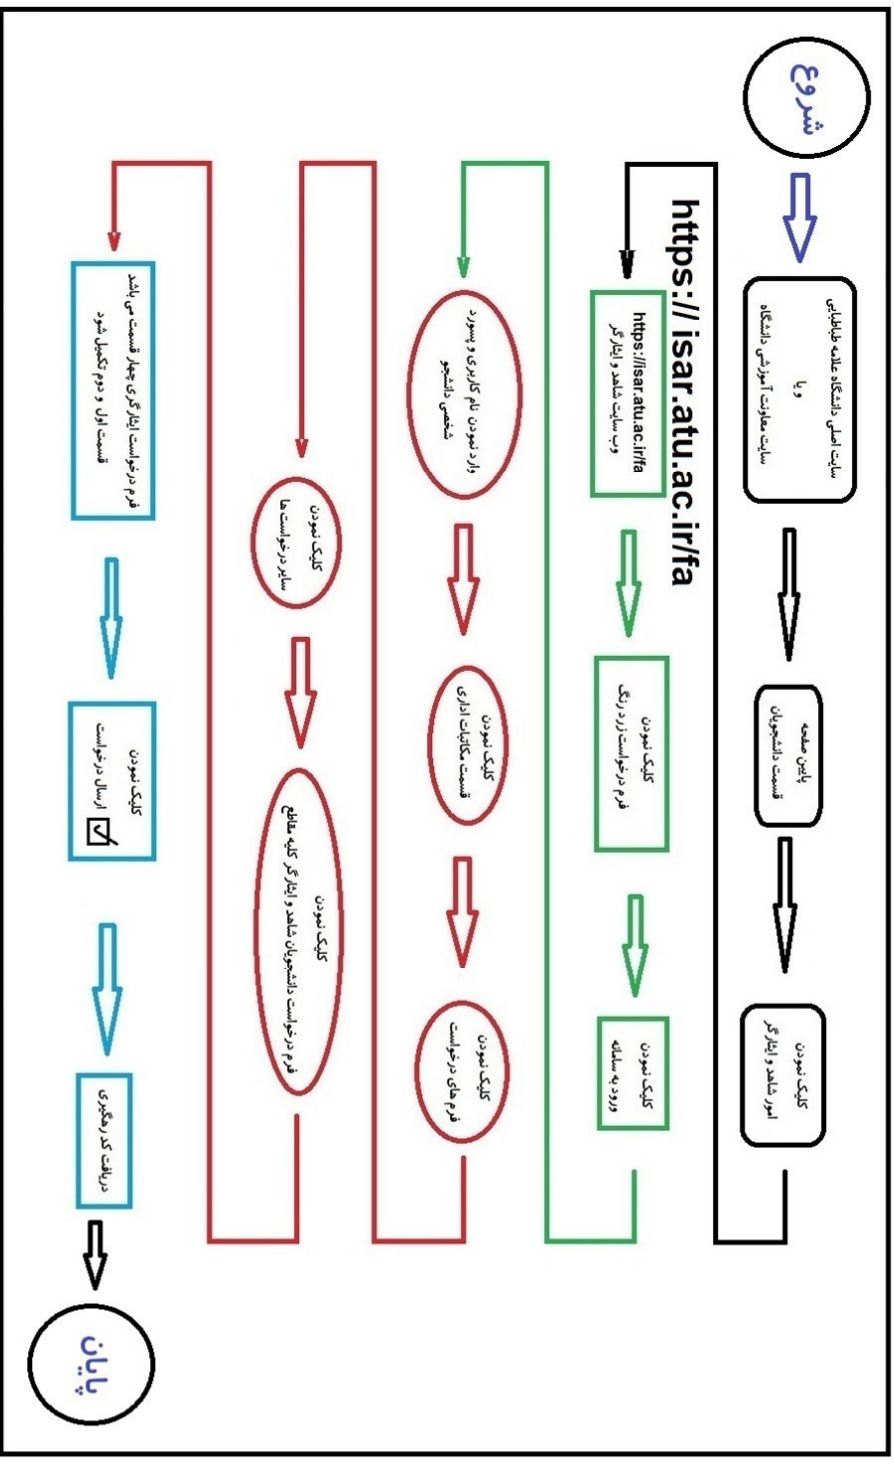 شروع
سایت اصلی دانشگاه علامه طباطبایی
و یا
سایت معاونت آموزشی دانشگاه
پایین صفحه
قسمت دانشجویان
کلیک نمودن
امور شاهد و ایثارگر
https:// isar.atu.ac.ir/fa
https://isar.atu.ac.ir/fa
وب سایت شاهد و ایثارگر
کلیک نمودن
فرم درخواست زرد رنگ
کلیک نمودن
ورود به سامانه
وارد نمودن نام کاربری و پسورد
شخصی دانشجو
کلیک نمودن
قسمت مکاتبات اداری
کلیک نمودن
فرم های درخواست
کلیک نمودن
سایر درخواست ها
کلیک نمودن
فرم درخواست دانشجویان شاهد و ایثارگر کلیه مقاطع
فرم درخواست ایثارگری چهار قسمت می باشد
قسمت اول و دوم تکمیل شود
کلیک نمودن
ارسال درخواست
دریافت کد رهگیری
پایان